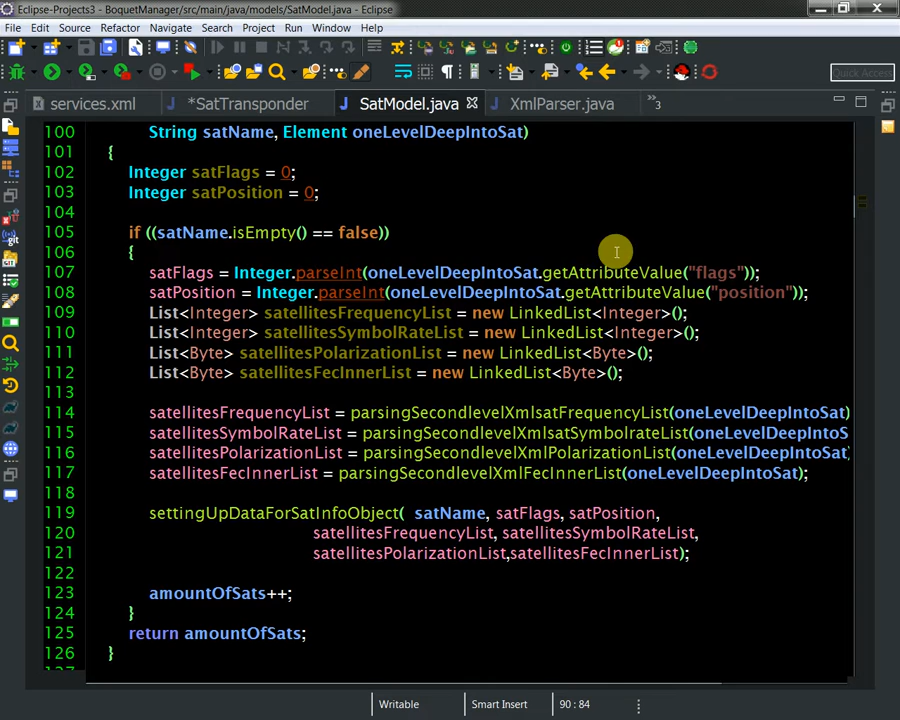 Eclipse-Projects3 - BoquetManager/src/main/java/models/SatModel.java - Eclipse
File Edit Source Refactor Navigate Search Project Run Window Help
Quick Access
services.xml *SatTransponder SatModel.java XmlParser.java »3
100 String satName, Element oneLevelDeepIntoSat)
101 {
102 Integer satFlags = 0;
103 Integer satPosition = 0;
104
105 if ((satName.isEmpty() == false))
106 {
107 satFlags = Integer.parseInt(oneLevelDeepIntoSat.getAttributeValue("flags"));
108 satPosition = Integer.parseInt(oneLevelDeepIntoSat.getAttributeValue("position"));
109 List<Integer> satellitesFrequencyList = new LinkedList<Integer>();
110 List<Integer> satellitesSymbolRateList = new LinkedList<Integer>();
111 List<Byte> satellitesPolarizationList = new LinkedList<Byte>();
112 List<Byte> satellitesFecInnerList = new LinkedList<Byte>();
113
114 satellitesFrequencyList = parsingSecondlevelXmlsatFrequencyList(oneLevelDeepIntoSat)
115 satellitesSymbolRateList = parsingSecondlevelXmlsatSymbolrateList(oneLevelDeepIntoS
116 satellitesPolarizationList = parsingSecondlevelXmlPolarizationList(oneLevelDeepIntoSat)
117 satellitesFecInnerList = parsingSecondlevelXmlFecInnerList(oneLevelDeepIntoSat);
118
119 settingUpDataForSatInfoObject( satName, satFlags, satPosition,
120 satellitesFrequencyList, satellitesSymbolRateList,
121 satellitesPolarizationList,satellitesFecInnerList);
122
123 amountOfSats++;
124 }
125 return amountOfSats;
126 }
Writable Smart Insert 90 : 84